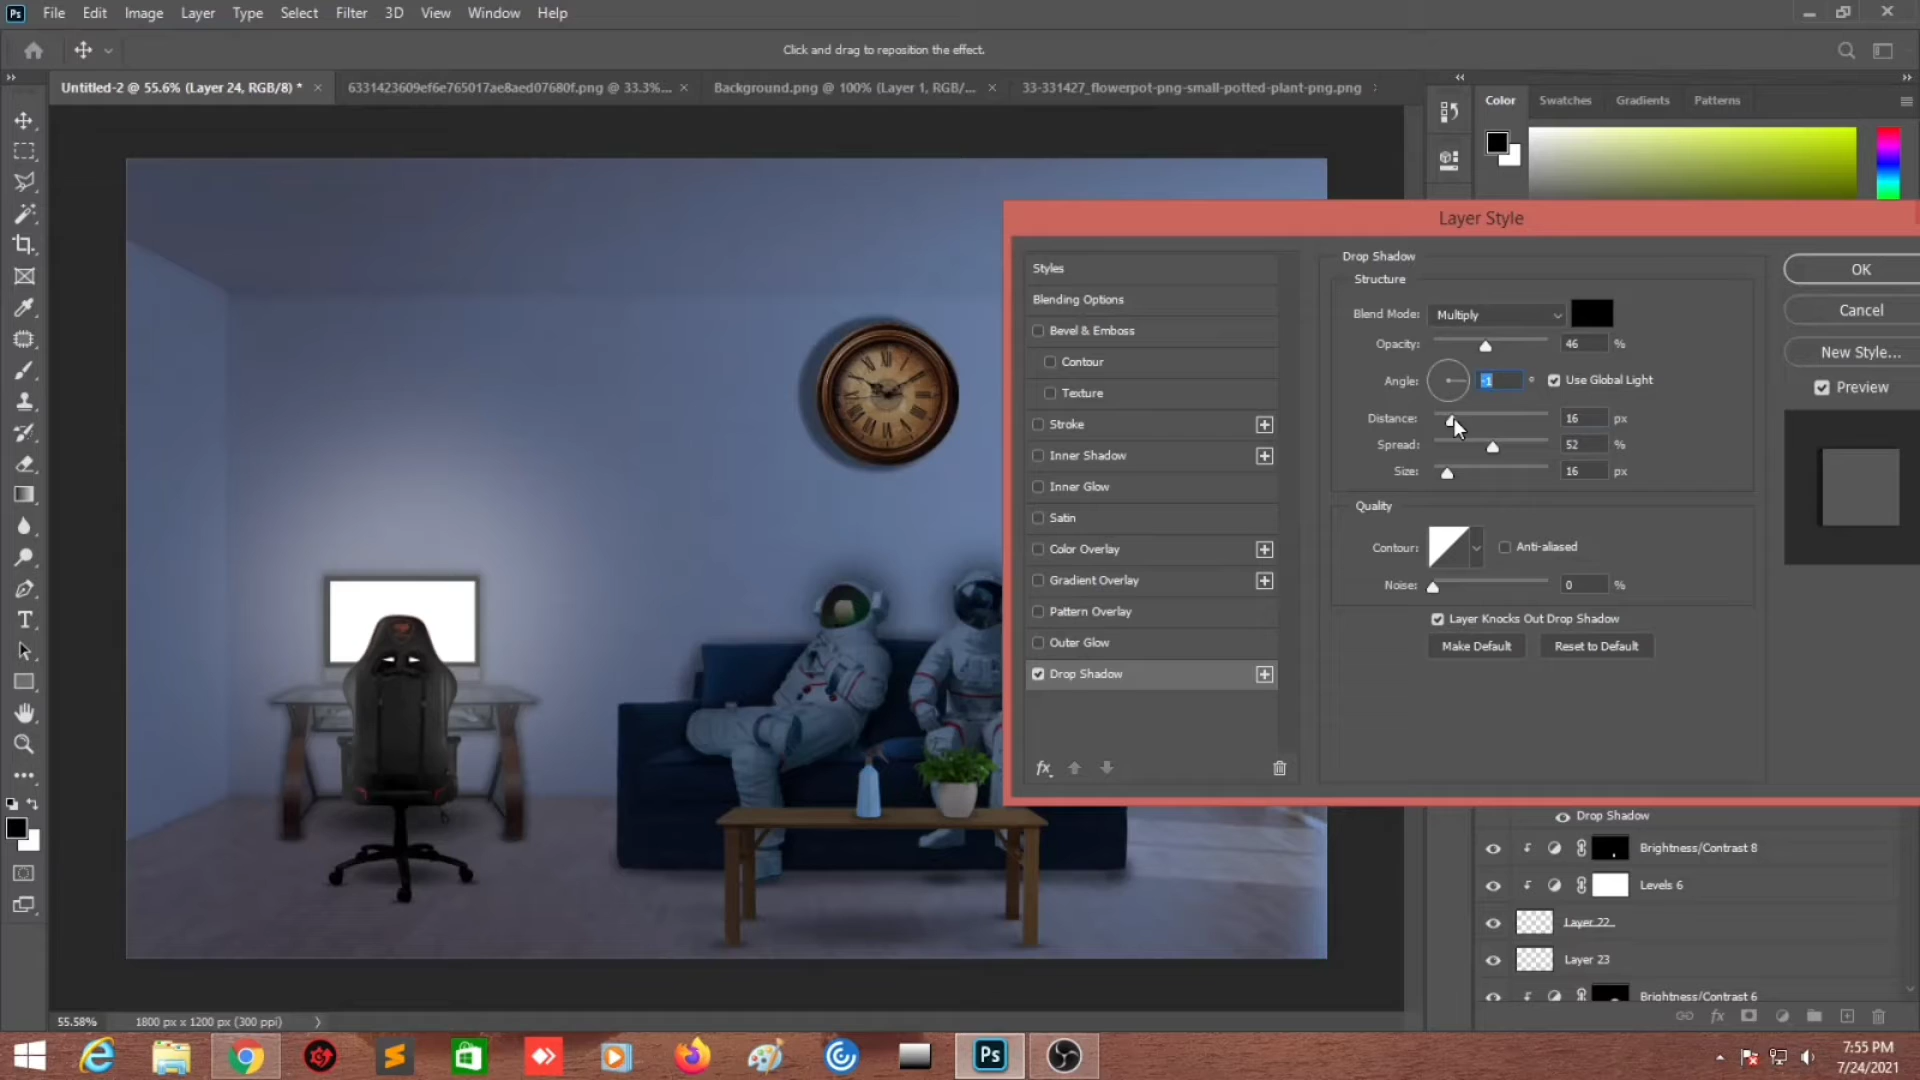 Ps File Edit Image Layer Type Select Filter 3D View Window Help
Click and drag to reposition the effect.
Untitled-2 @ 55.6% (Layer 24, RGB/8) * 6331423609ef6e765017ae8aed07680f.png @ 33.3%... Background.png @ 100% (Layer 1, RGB/... 33-331427_flowerpot-png-small-potted-plant-png.png
Color Swatches Gradients Patterns
Layer Style
Styles
Blending Options
Bevel & Emboss
Contour
Texture
Stroke
Inner Shadow
Inner Glow
Satin
Color Overlay
Gradient Overlay
Pattern Overlay
Outer Glow
Drop Shadow
fx
Drop Shadow
Structure
Blend Mode: Multiply
Opacity: 46 %
Angle: -1 ° Use Global Light
Distance: 16 px
Spread: 52 %
Size: 16 px
Quality
Contour: Anti-aliased
Noise: 0 %
Layer Knocks Out Drop Shadow
Make Default Reset to Default
OK
Cancel
New Style...
Preview
Drop Shadow
Brightness/Contrast 8
Levels 6
Layer 22
Layer 23
Brightness/Contrast 6
fx
55.58% 1800 px x 1200 px (300 ppi)
Ps
7:55 PM
7/24/2021